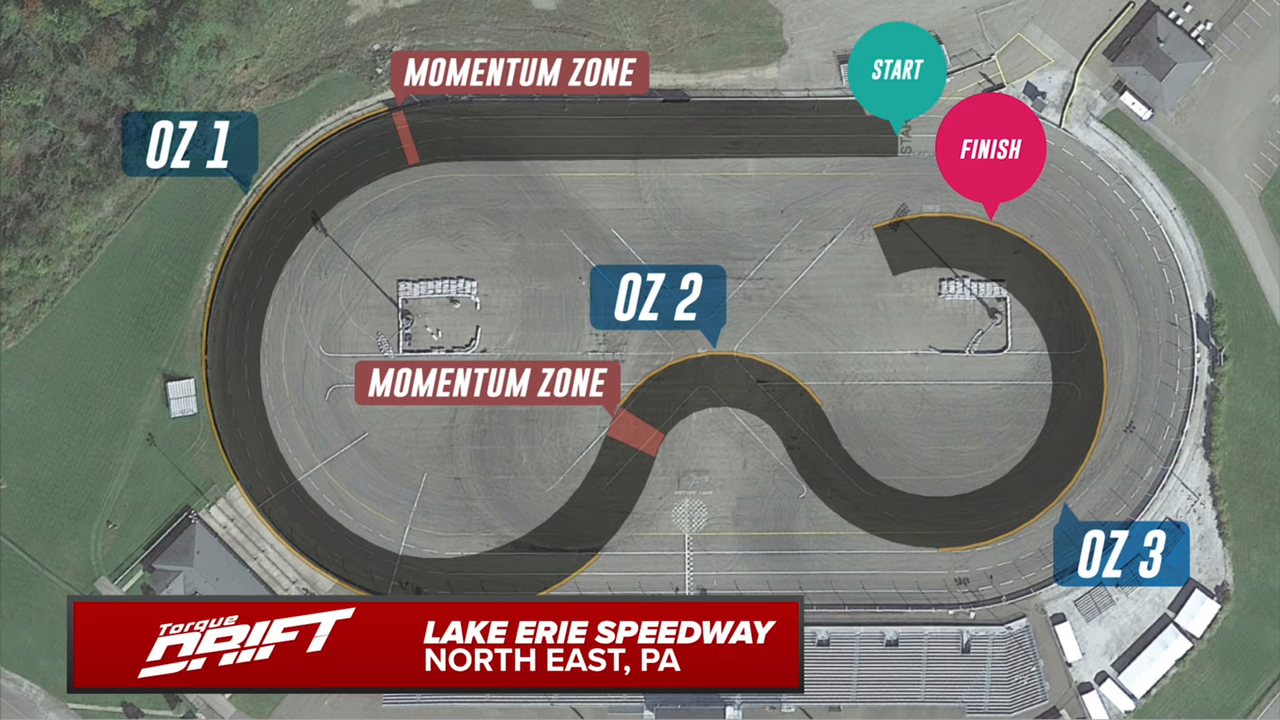 MOMENTUM ZONE
START
OZ 1
FINISH
OZ 2
MOMENTUM ZONE
OZ 3
Torque
DRIFT
LAKE ERIE SPEEDWAY
NORTH EAST, PA